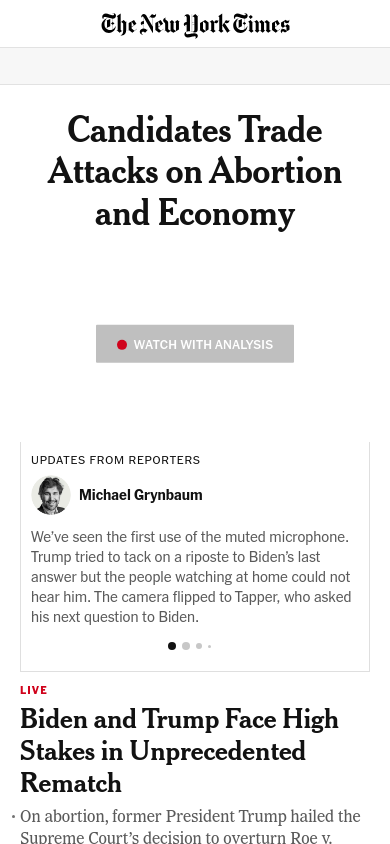 The New York Times
Candidates Trade
Attacks on Abortion
and Economy
WATCH WITH ANALYSIS
UPDATES FROM REPORTERS
Michael Grynbaum
We’ve seen the first use of the muted microphone.
Trump tried to tack on a riposte to Biden’s last
answer but the people watching at home could not
hear him. The camera flipped to Tapper, who asked
his next question to Biden.
LIVE
Biden and Trump Face High
Stakes in Unprecedented
Rematch
• On abortion, former President Trump hailed the
Supreme Court’s decision to overturn Roe v.